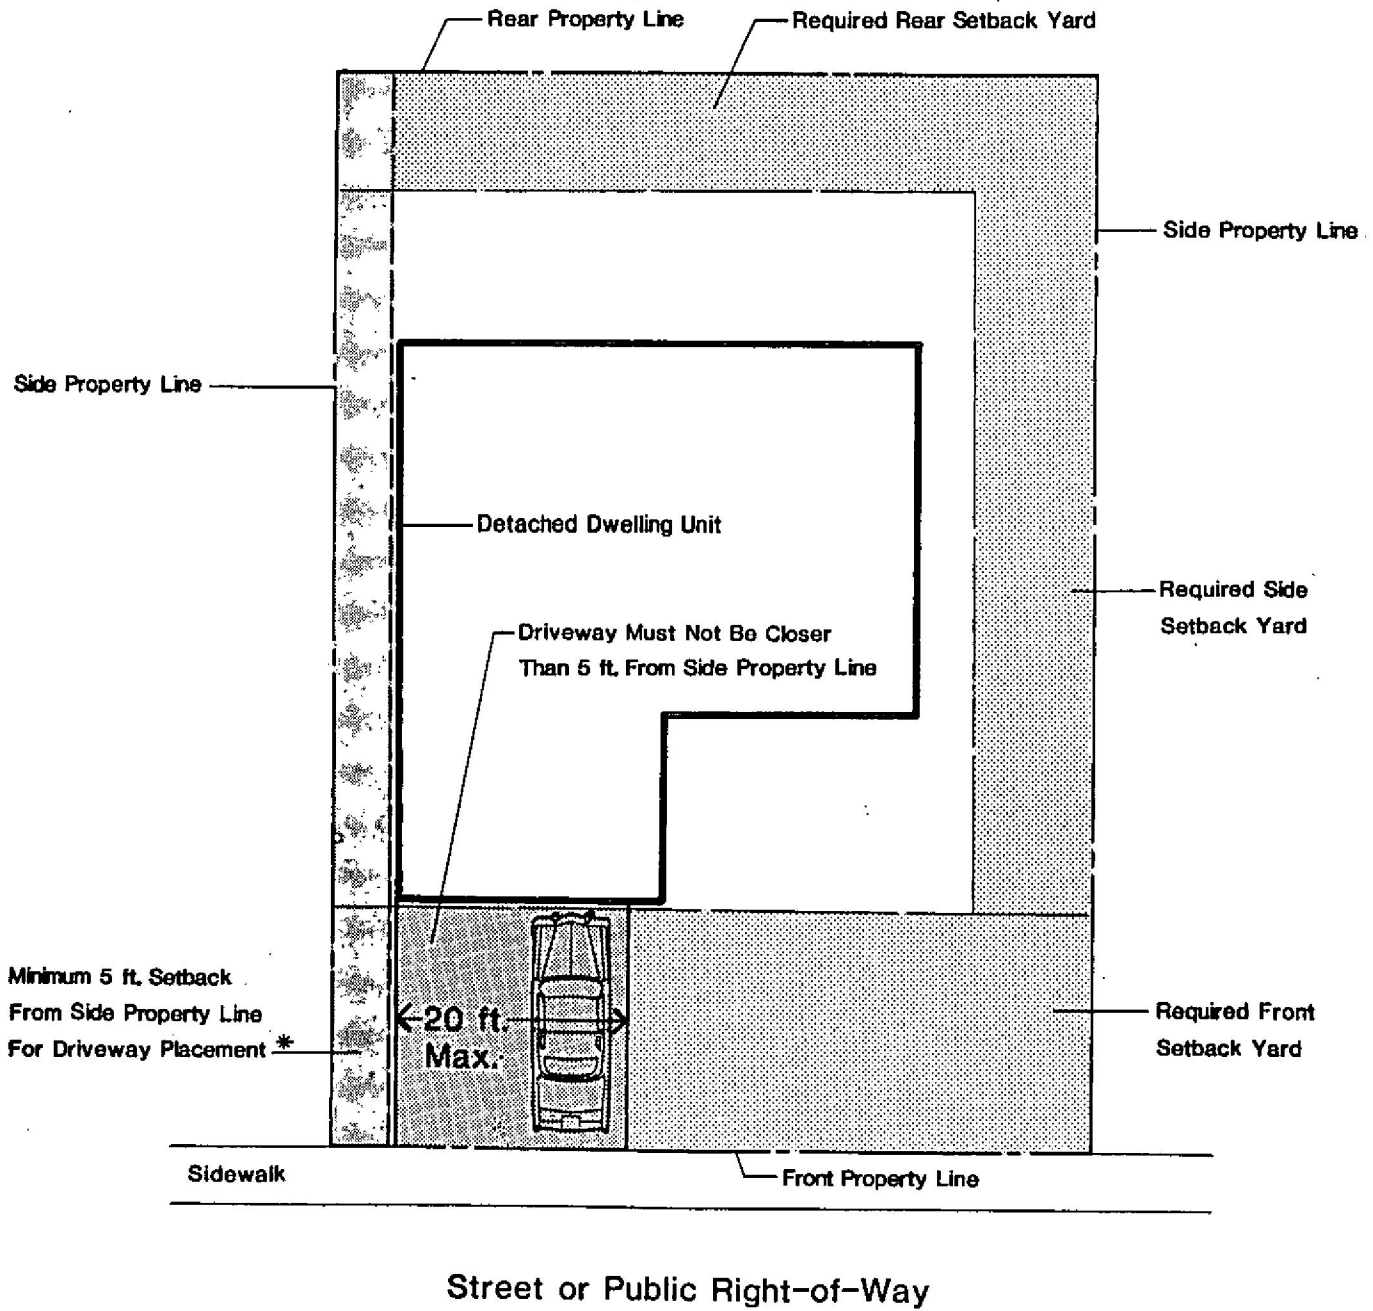 Rear Property Line
Required Rear Setback Yard
Side Property Line
Side Property Line
Detached Dwelling Unit
Required Side
Setback Yard
Driveway Must Not Be Closer
Than 5 ft. From Side Property Line
Minimum 5 ft. Setback
From Side Property Line
For Driveway Placement *
20 ft.
Max.
Required Front
Setback Yard
Sidewalk
Front Property Line
Street or Public Right-of-Way